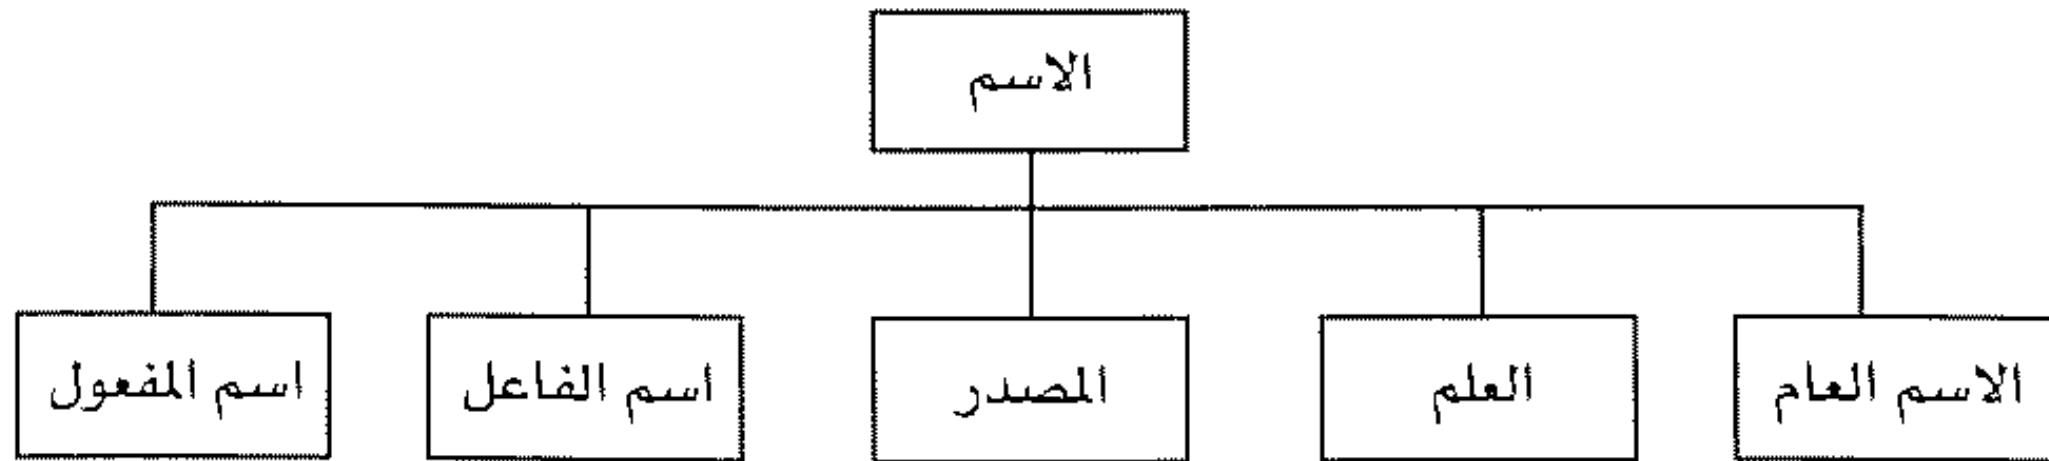 الاسم
الاسم العام
العلم
المصدر
اسم الفاعل
اسم المفعول